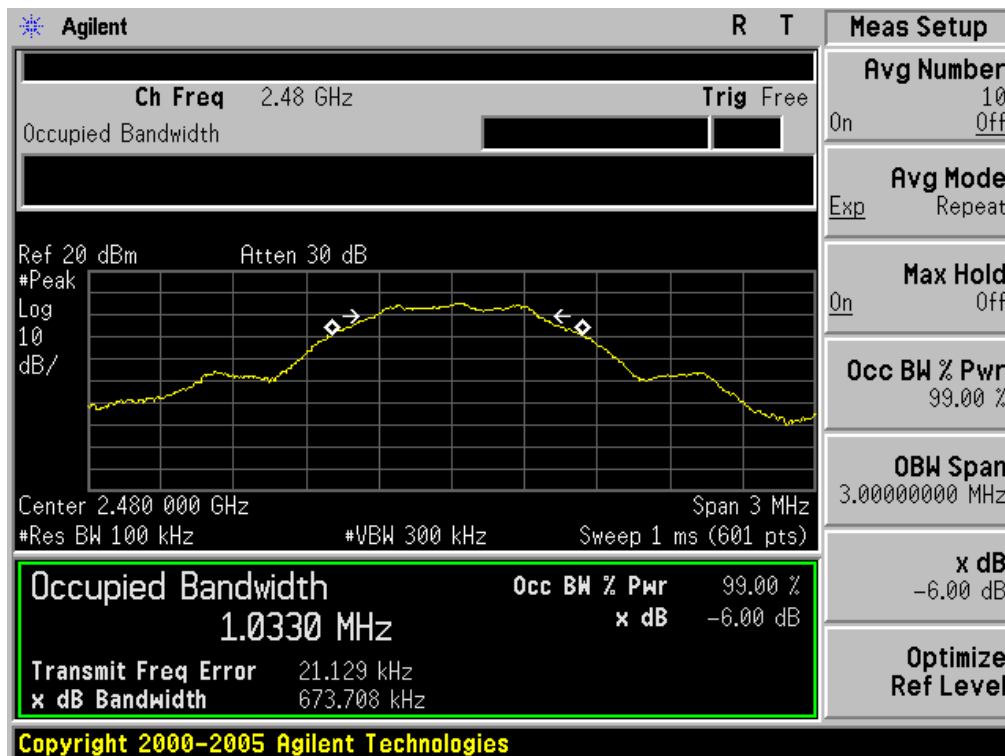 Agilent R T
Ch Freq 2.48 GHz Trig Free
Occupied Bandwidth
Ref 20 dBm Atten 30 dB
#Peak
Log
10
dB/
Center 2.480 000 GHz Span 3 MHz
#Res BW 100 kHz #VBW 300 kHz Sweep 1 ms (601 pts)
Occupied Bandwidth
1.0330 MHz
Occ BW % Pwr 99.00 %
x dB -6.00 dB
Transmit Freq Error 21.129 kHz
x dB Bandwidth 673.708 kHz
Copyright 2000-2005 Agilent Technologies
Meas Setup
Avg Number
10
On Off
Avg Mode
Exp Repeat
Max Hold
On Off
Occ BW % Pwr
99.00 %
OBW Span
3.00000000 MHz
x dB
-6.00 dB
Optimize
Ref Level